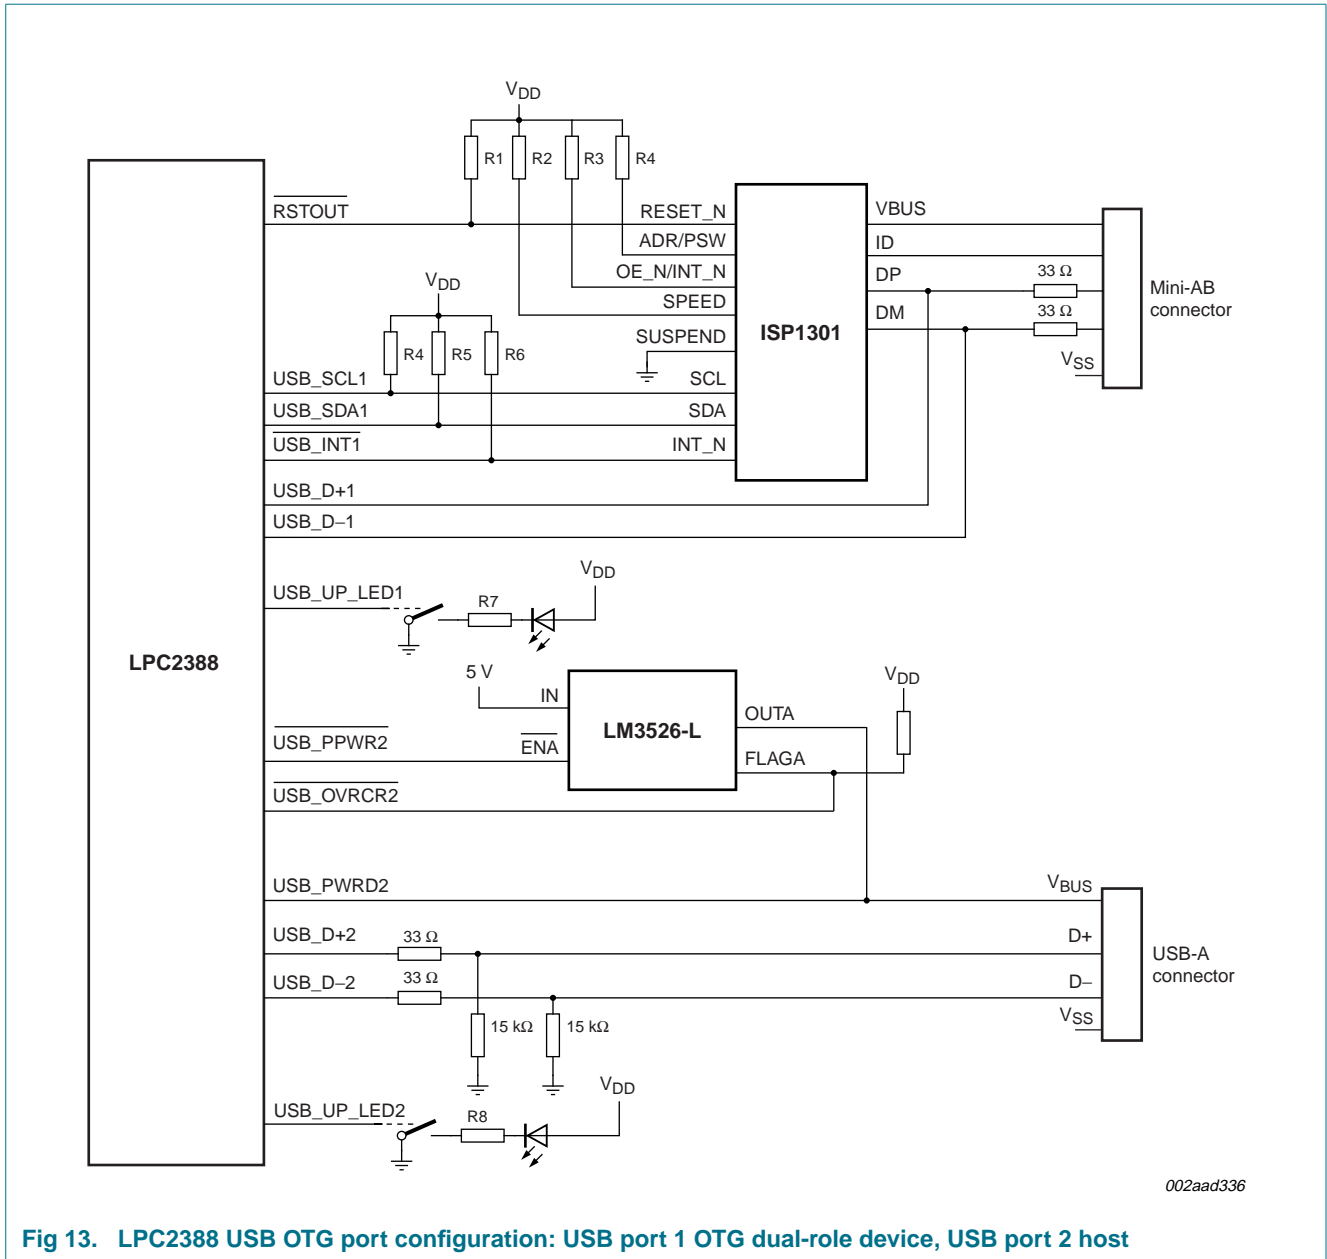 VDD
R1 R2 R3 R4
RSTOUT
RESET_N
VBUS
ADR/PSW
ID
OE_N/INT_N
DP
33 Ω
SPEED
DM
33 Ω
Mini-AB
connector
VDD
SUSPEND
ISP1301
R4 R5 R6
VSS
USB_SCL1
SCL
USB_SDA1
SDA
USB_INT1
INT_N
USB_D+1
USB_D−1
VDD
USB_UP_LED1
R7
LPC2388
5 V
IN
VDD
LM3526-L
OUTA
USB_PPWR2
ENA
FLAGA
USB_OVRCR2
USB_PWRD2
VBUS
USB_D+2
33 Ω
D+
USB-A
connector
USB_D−2
33 Ω
D−
VSS
15 kΩ 15 kΩ
VDD
USB_UP_LED2
R8
002aad336
Fig 13. LPC2388 USB OTG port configuration: USB port 1 OTG dual-role device, USB port 2 host